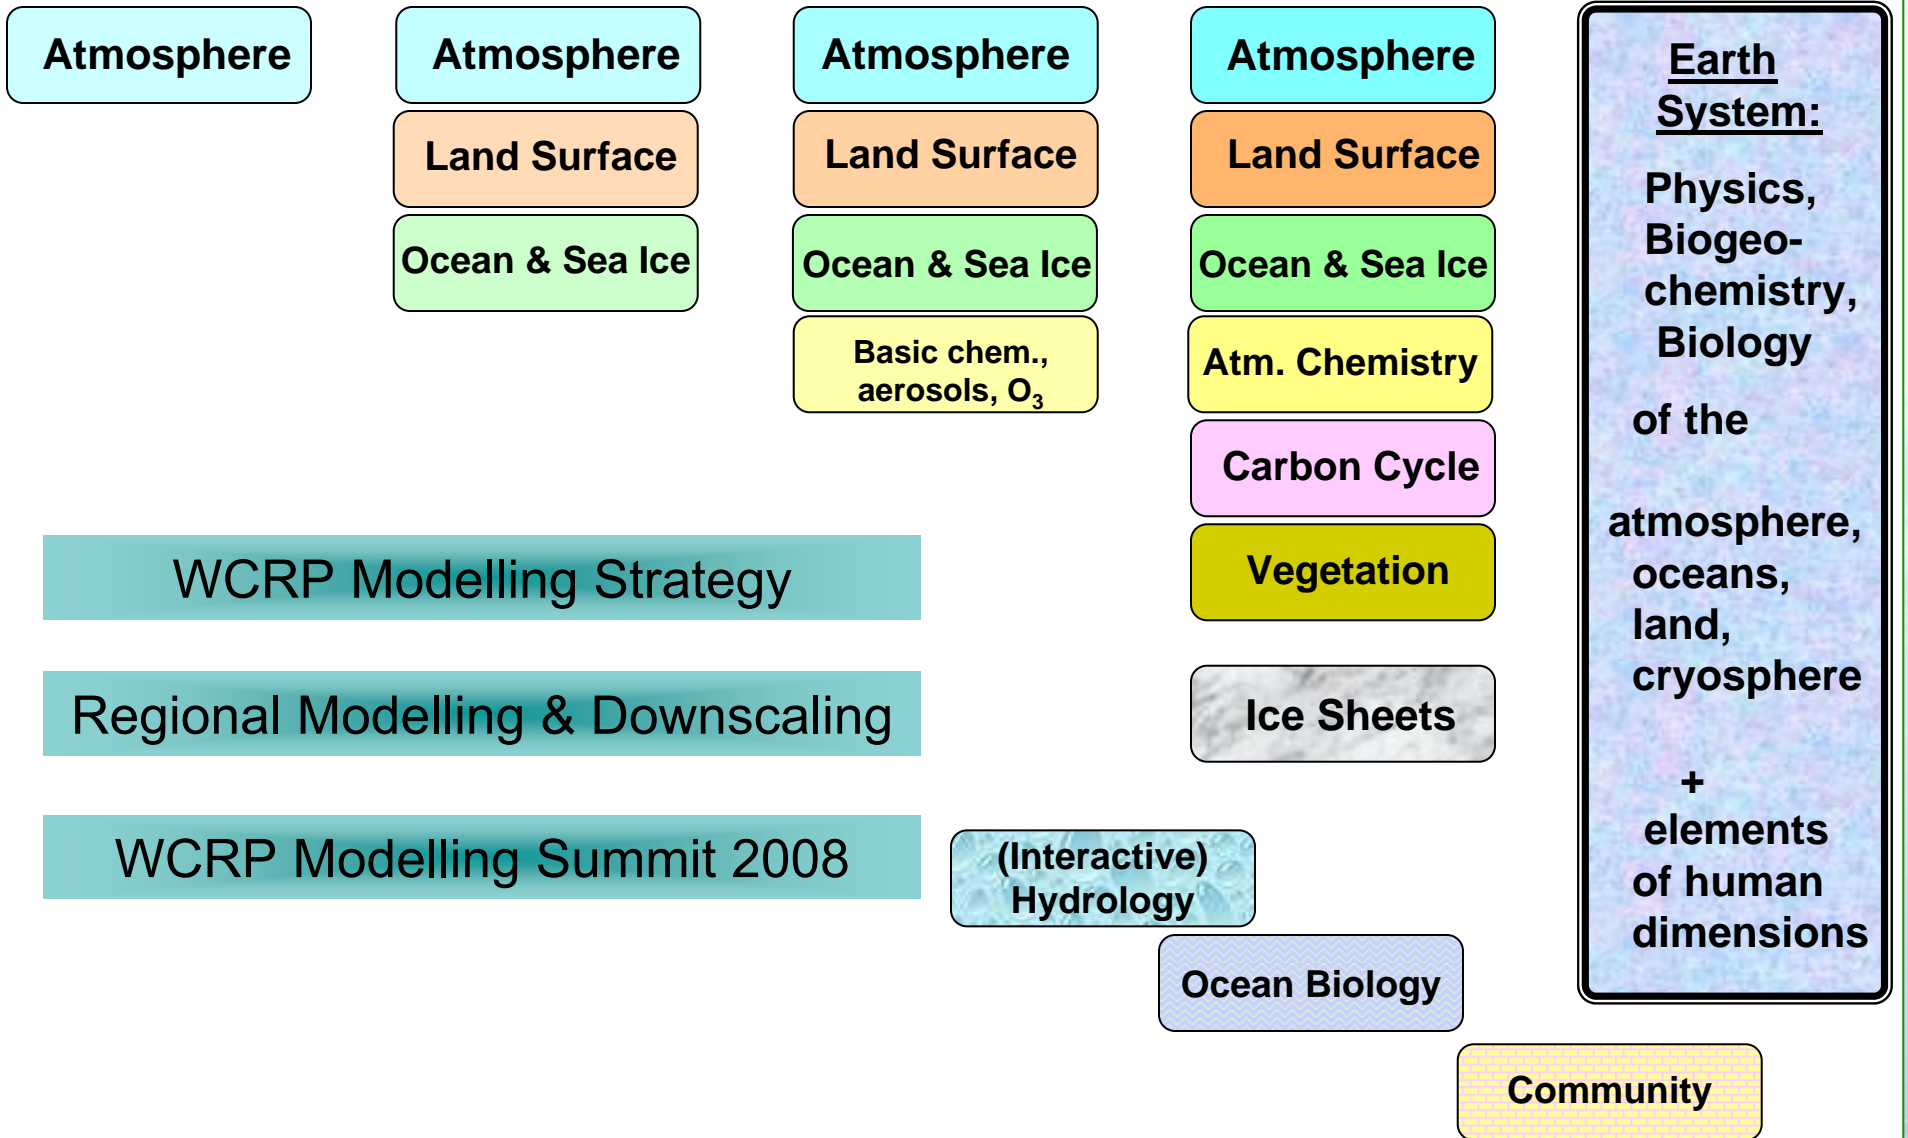 Atmosphere
Atmosphere
Land Surface
Ocean & Sea Ice
Atmosphere
Land Surface
Ocean & Sea Ice
Basic chem.,
aerosols, O₃
Atmosphere
Land Surface
Ocean & Sea Ice
Atm. Chemistry
Carbon Cycle
Vegetation
Ice Sheets
WCRP Modelling Strategy
Regional Modelling & Downscaling
WCRP Modelling Summit 2008
(Interactive)
Hydrology
Ocean Biology
Community
Earth
System:
Physics,
Biogeo-
chemistry,
Biology
of the
atmosphere,
oceans,
land,
cryosphere
+
elements
of human
dimensions